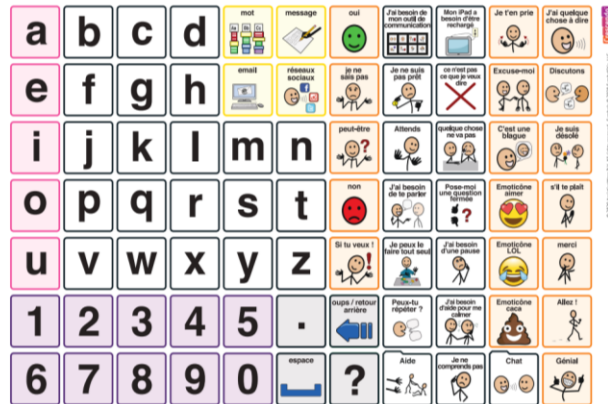 a b c d mot message oui J'ai besoin de mon outil de communication Mon iPad a besoin d'être rechargé Je t'en prie J'ai quelque chose à dire
e f g h email réseaux sociaux je ne sais pas Je ne suis pas prêt ce n'est pas ce que je veux dire Excuse-moi Discutons
i j k l m n peut-être Attends quelque chose ne va pas C'est une blague Je suis désolé
o p q r s t non J'ai besoin de te parler Pose-moi une question fermée Emoticône aimer s'il te plaît
u v w x y z Si tu veux ! Je peux le faire tout seul J'ai besoin d'une pause Emoticône LOL merci
1 2 3 4 5 . oups / retour arrière Peux-tu répéter ? J'ai besoin d'aide pour me calmer Emoticône caca Allez !
6 7 8 9 0 espace ? Aide Je ne comprends pas Chat Génial